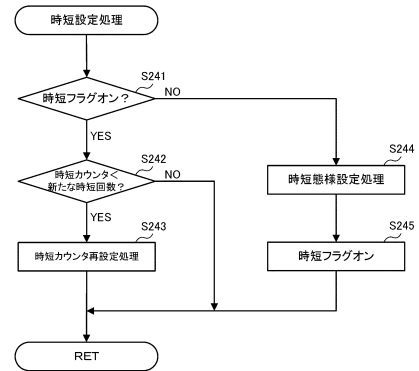 時短設定処理
S241
時短フラグオン？
NO
YES
S242
時短カウンタ<
新たな時短回数？
NO
YES
S243
時短カウンタ再設定処理
S244
時短態様設定処理
S245
時短フラグオン
RET